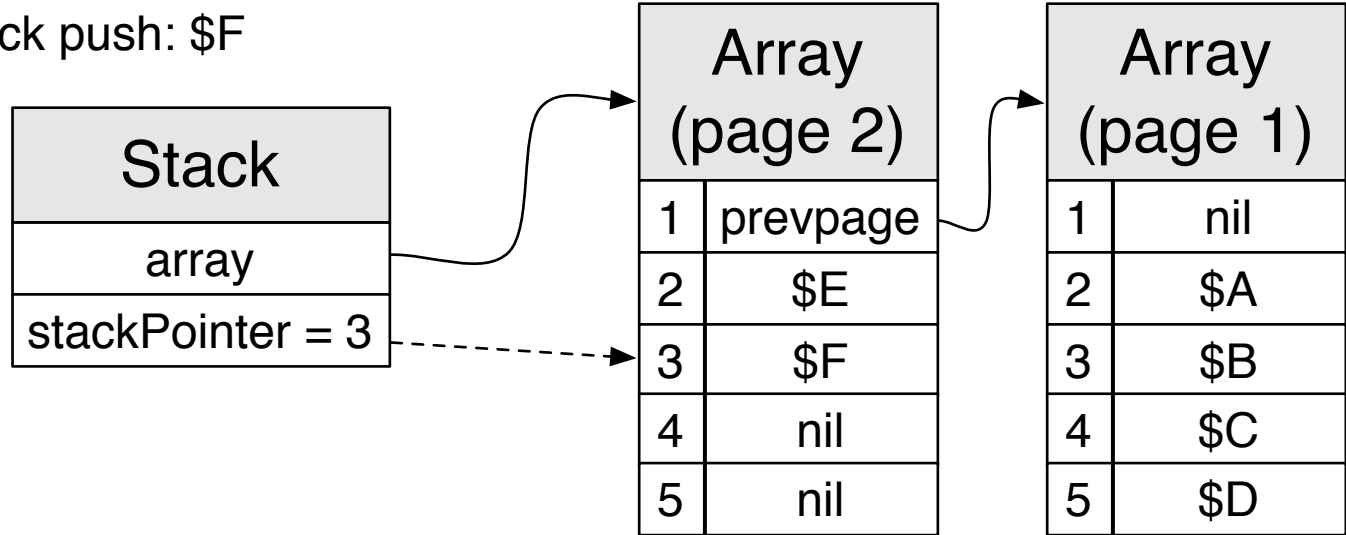 ck push: $F
Stack
array
stackPointer = 3
Array
(page 2)
1 prevpage
2 $E
3 $F
4 nil
5 nil
Array
(page 1)
1 nil
2 $A
3 $B
4 $C
5 $D